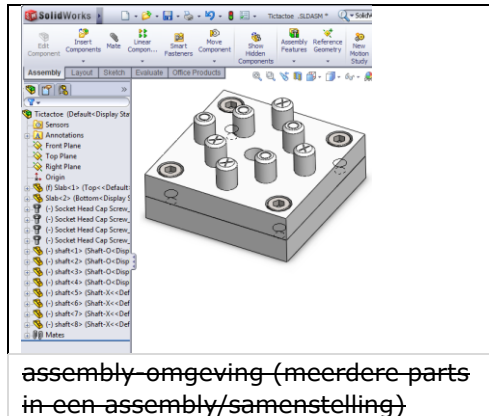 SolidWorks
Tictactoe .SLDASM *
SolidW
Edit Component
Insert Components
Mate
Linear Compon...
Smart Fasteners
Move Component
Show Hidden Components
Assembly Features
Reference Geometry
New Motion Study
Assembly Layout Sketch Evaluate Office Products
Tictactoe (Default<Display Sta
Sensors
Annotations
Front Plane
Top Plane
Right Plane
Origin
(f) Slab<1> (Top<<Default:
Slab<2> (Bottom<Display S
(-) Socket Head Cap Screw_
(-) Socket Head Cap Screw_
(-) Socket Head Cap Screw_
(-) Socket Head Cap Screw_
(-) shaft<1> (Shaft-O<Disp
(-) shaft<2> (Shaft-O<Disp
(-) shaft<3> (Shaft-O<Disp
(-) shaft<4> (Shaft-O<Disp
(-) shaft<5> (Shaft-X<<Def
(-) shaft<6> (Shaft-X<<Def
(-) shaft<7> (Shaft-X<<Def
(-) shaft<8> (Shaft-X<<Def
Mates
assembly-omgeving (meerdere parts
in een assembly/samenstelling)